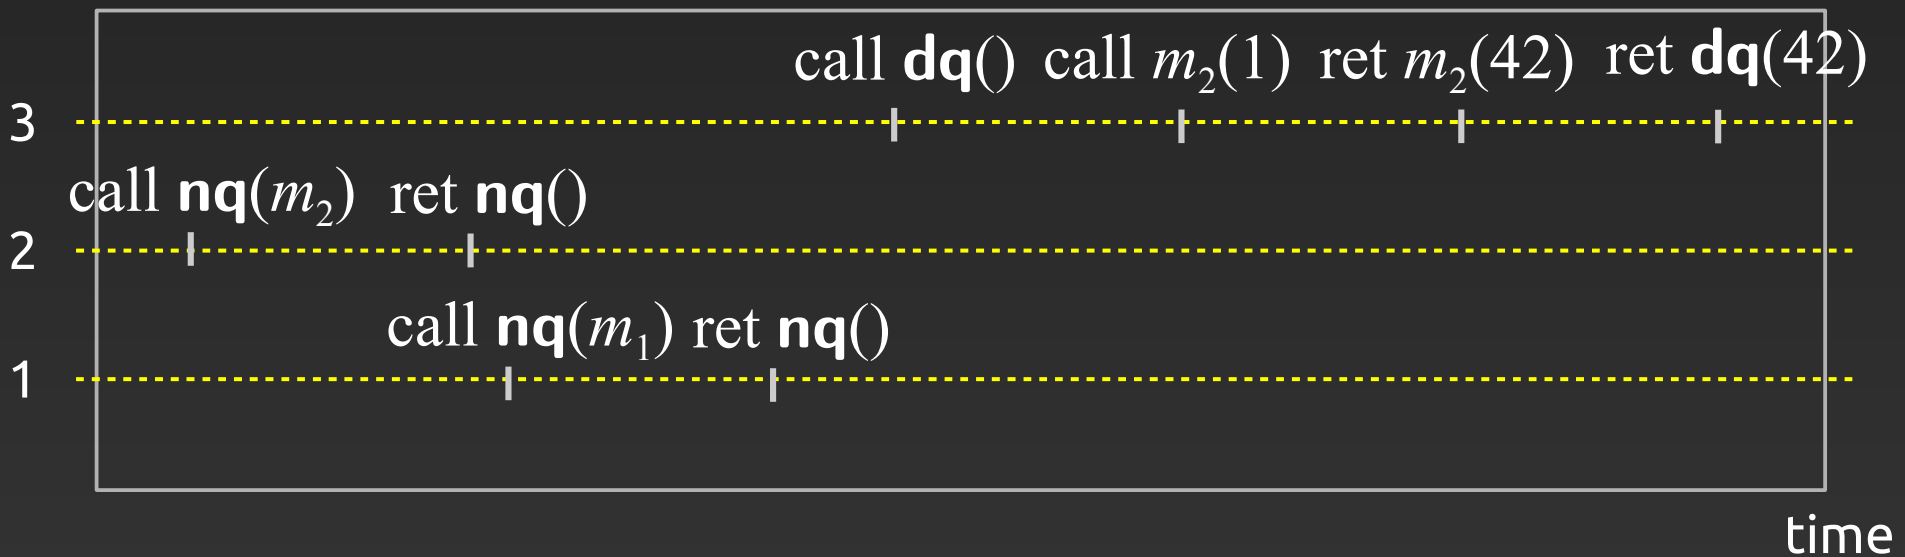 call dq() call m₂(1) ret m₂(42) ret dq(42)
3
call nq(m₂) ret nq()
2
call nq(m₁) ret nq()
1
time